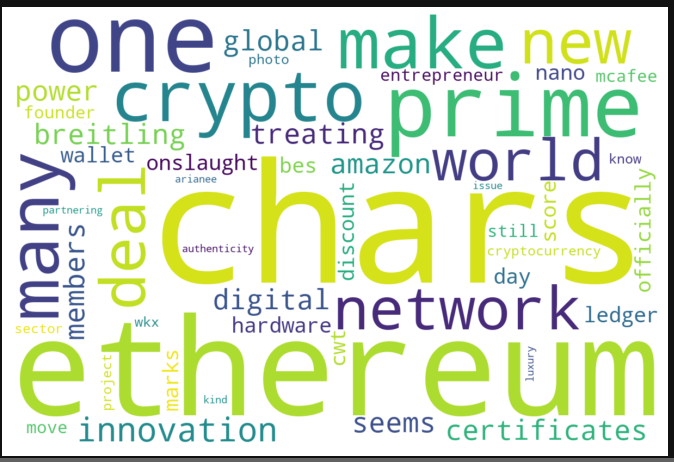 one global make new
photo
entrepreneur nano mcafee
power crypto prime
founder
breitling treating
wallet onslaught bes amazon world know
arianee
many deal chars issue
partnering discount still score officially
members authenticity cryptocurrency
day
digital network ledger
sector wkx hardware
cwt
ethereum
project marks luxury
kind
move innovation seems certificates